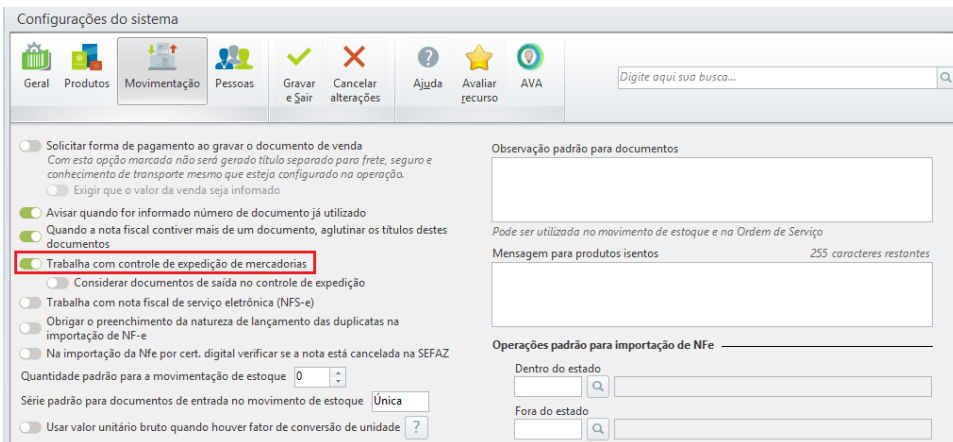 Configurações do sistema
Geral
Produtos
Movimentação
Pessoas
Gravar
e Sair
Cancelar
alterações
Ajuda
Avaliar
recurso
AVA
Digite aqui sua busca...
Solicitar forma de pagamento ao gravar o documento de venda
Com esta opção marcada não será gerado título separado para frete, seguro e
conhecimento de transporte mesmo que esteja configurado na operação.
Exigir que o valor da venda seja infomado
Avisar quando for informado número de documento já utilizado
Quando a nota fiscal contiver mais de um documento, aglutinar os títulos destes
documentos
Trabalha com controle de expedição de mercadorias
Considerar documentos de saída no controle de expedição
Trabalha com nota fiscal de serviço eletrônica (NFS-e)
Obrigar o preenchimento da natureza de lançamento das duplicatas na
importação de NF-e
Na importação da Nfe por cert. digital verificar se a nota está cancelada na SEFAZ
Quantidade padrão para a movimentação de estoque 0
Série padrão para documentos de entrada no movimento de estoque Única
Usar valor unitário bruto quando houver fator de conversão de unidade ?
Observação padrão para documentos
Pode ser utilizada no movimento de estoque e na Ordem de Serviço
Mensagem para produtos isentos 255 caracteres restantes
Operações padrão para importação de NFe
Dentro do estado
Fora do estado